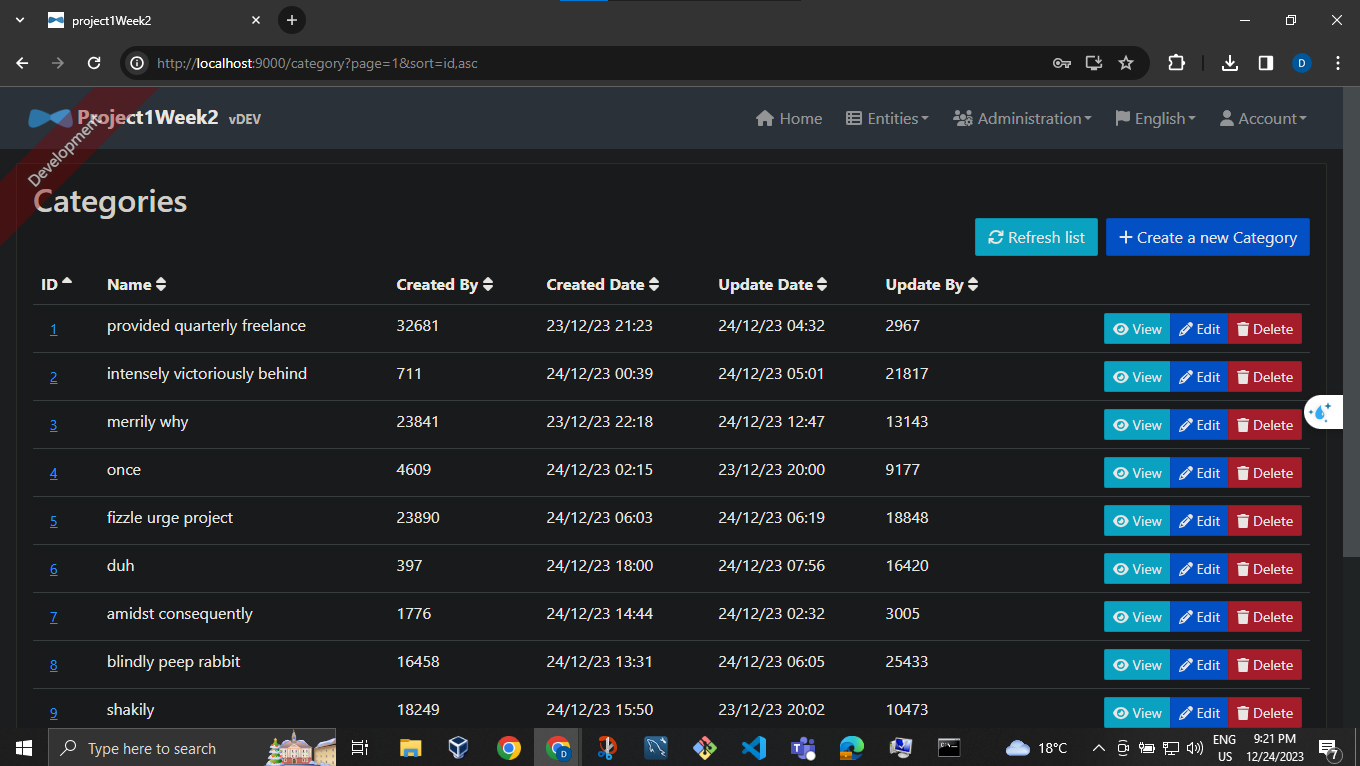 project1Week2
http://localhost:9000/category?page=1&sort=id,asc
D
Project1Week2 vDEV
Home Entities Administration English Account
Development
Categories
Refresh list Create a new Category
ID Name Created By Created Date Update Date Update By
1 provided quarterly freelance 32681 23/12/23 21:23 24/12/23 04:32 2967 View Edit Delete
2 intensely victoriously behind 711 24/12/23 00:39 24/12/23 05:01 21817 View Edit Delete
3 merrily why 23841 23/12/23 22:18 24/12/23 12:47 13143 View Edit Delete
4 once 4609 24/12/23 02:15 23/12/23 20:00 9177 View Edit Delete
5 fizzle urge project 23890 24/12/23 06:03 24/12/23 06:19 18848 View Edit Delete
6 duh 397 24/12/23 18:00 24/12/23 07:56 16420 View Edit Delete
7 amidst consequently 1776 24/12/23 14:44 24/12/23 02:32 3005 View Edit Delete
8 blindly peep rabbit 16458 24/12/23 13:31 24/12/23 06:05 25433 View Edit Delete
9 shakily 18249 24/12/23 15:50 23/12/23 20:02 10473 View Edit Delete
Type here to search
18°C
ENG
US
9:21 PM
12/24/2023
7